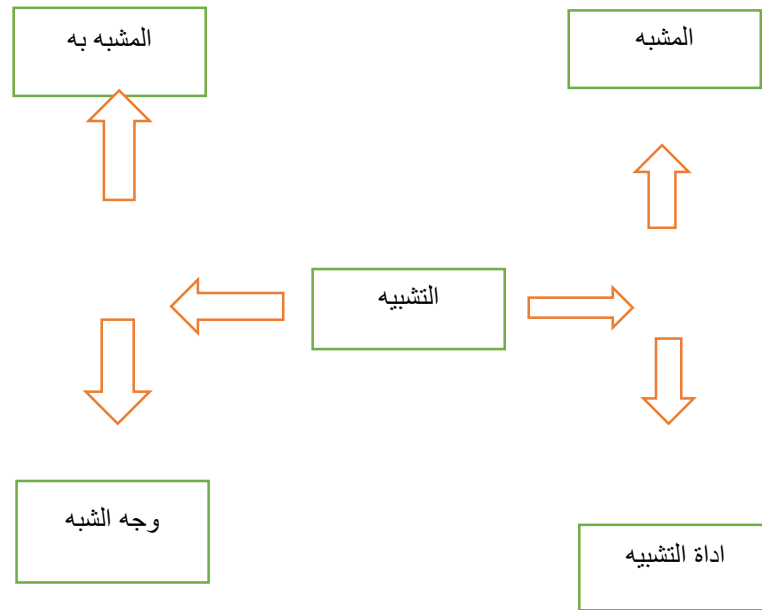 المشبه
المشبه به
التشبيه
وجه الشبه
اداة التشبيه